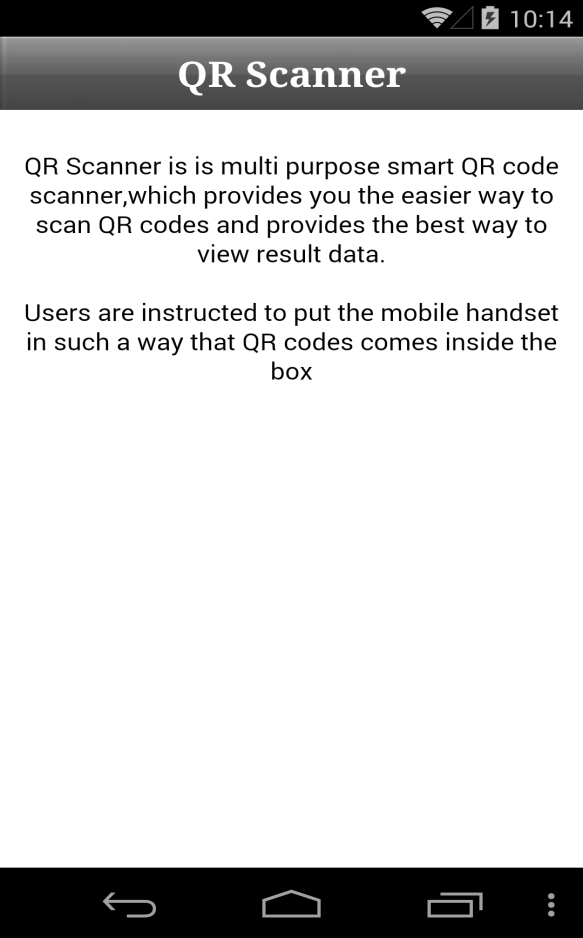 10:14
QR Scanner
QR Scanner is is multi purpose smart QR code
scanner,which provides you the easier way to
scan QR codes and provides the best way to
view result data.
Users are instructed to put the mobile handset
in such a way that QR codes comes inside the
box